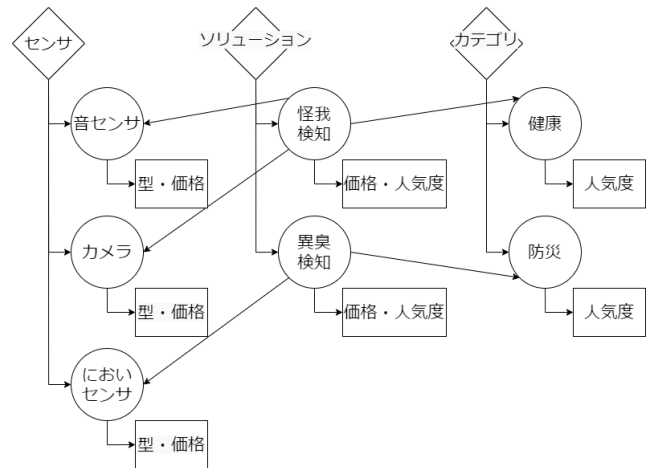 センサ
ソリューション
カテゴリ
音センサ
怪我
検知
健康
型・価格
価格・人気度
人気度
カメラ
異臭
検知
防災
型・価格
価格・人気度
人気度
におい
センサ
型・価格